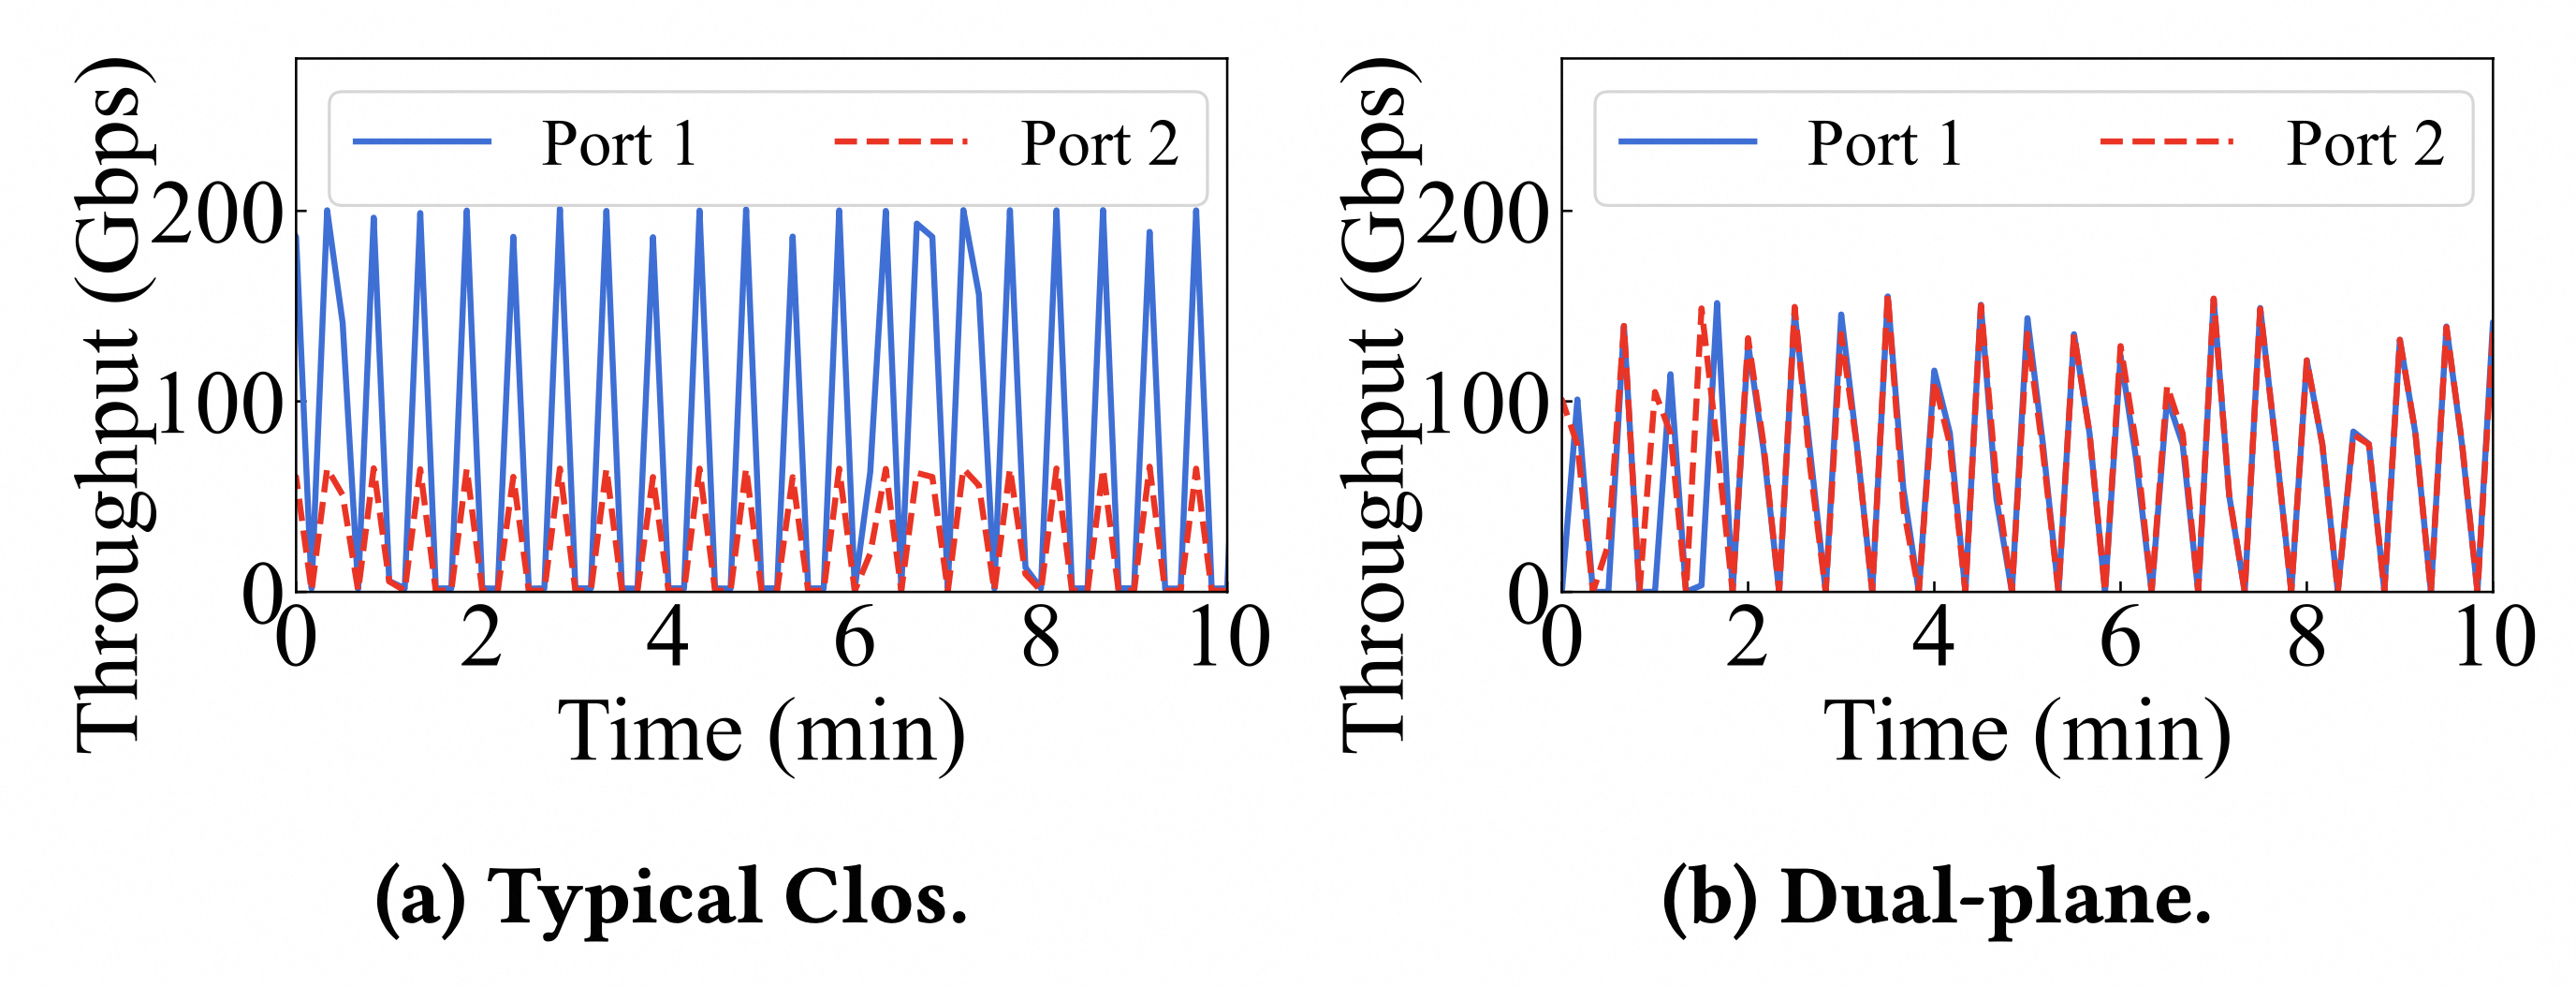 Throughput (Gbps)
Port 1
Port 2
200
100
0
0 2 4 6 8 10
Time (min)
(a) Typical Clos.
Throughput (Gbps)
Port 1
Port 2
200
100
0
0 2 4 6 8 10
Time (min)
(b) Dual-plane.